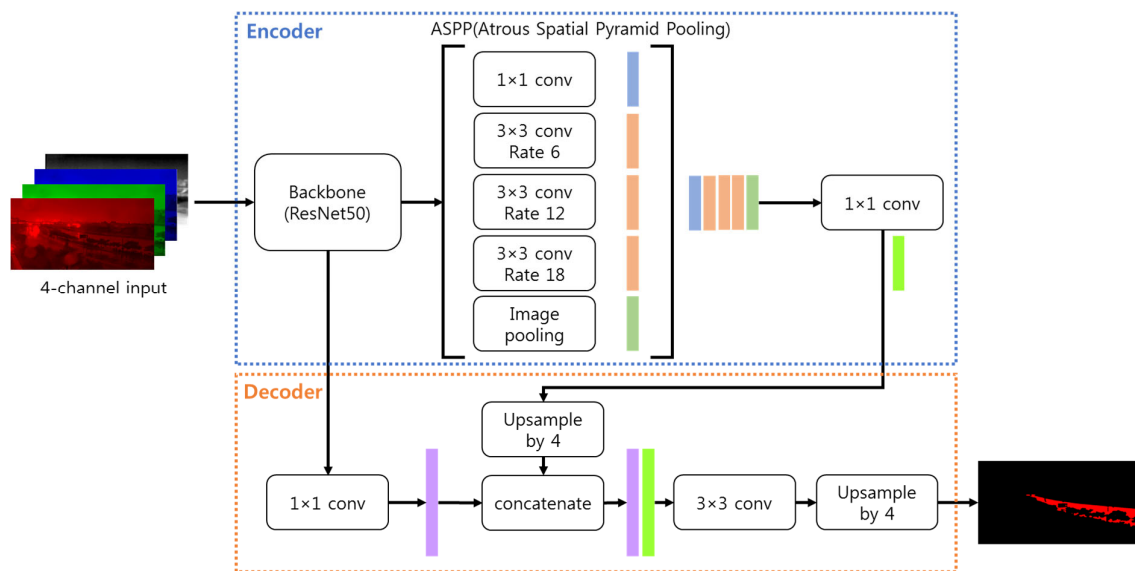 Encoder
ASPP(Atrous Spatial Pyramid Pooling)
1×1 conv
3×3 conv
Rate 6
3×3 conv
Rate 12
3×3 conv
Rate 18
Image
pooling
Backbone
(ResNet50)
4-channel input
1×1 conv
Decoder
Upsample
by 4
1×1 conv
concatenate
3×3 conv
Upsample
by 4